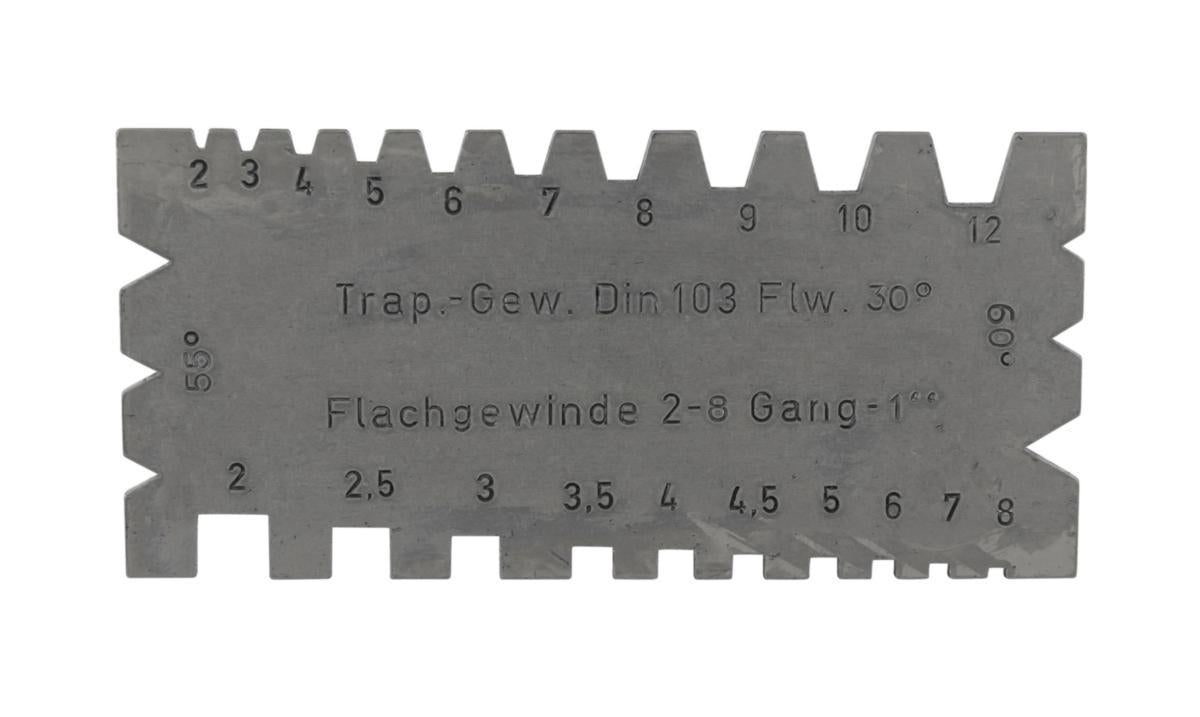 2 3 4 5 6 7 8 9 10 12
Trap.-Gew. Din 103 Flw. 30°
55°
60°
Flachgewinde 2-8 Gang-1“
2 2,5 3 3,5 4 4,5 5 6 7 8